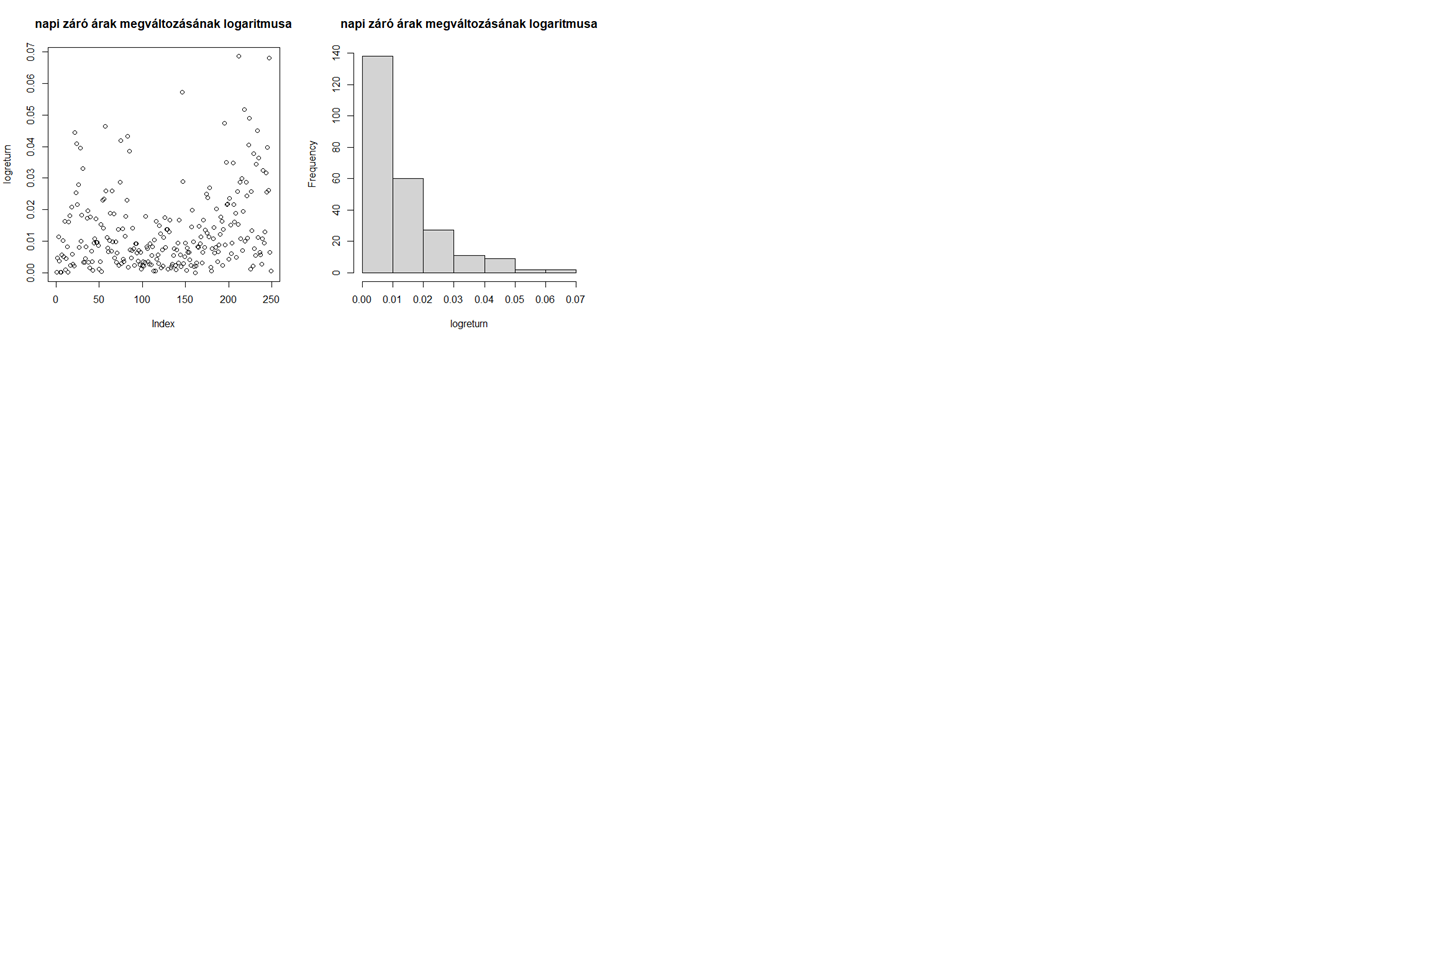 napi záró árak megváltozásának logaritmusa
logreturn
0.07
0.06
0.05
0.04
0.03
0.02
0.01
0.00
0 50 100 150 200 250
Index
napi záró árak megváltozásának logaritmusa
Frequency
140
120
100
80
60
40
20
0
0.00 0.01 0.02 0.03 0.04 0.05 0.06 0.07
logreturn